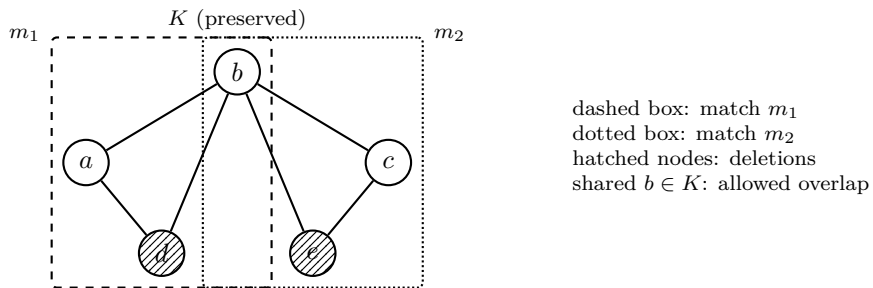 K (preserved)
m₁
m₂
b
a
c
d
e
dashed box: match m₁
dotted box: match m₂
hatched nodes: deletions
shared b ∈ K: allowed overlap